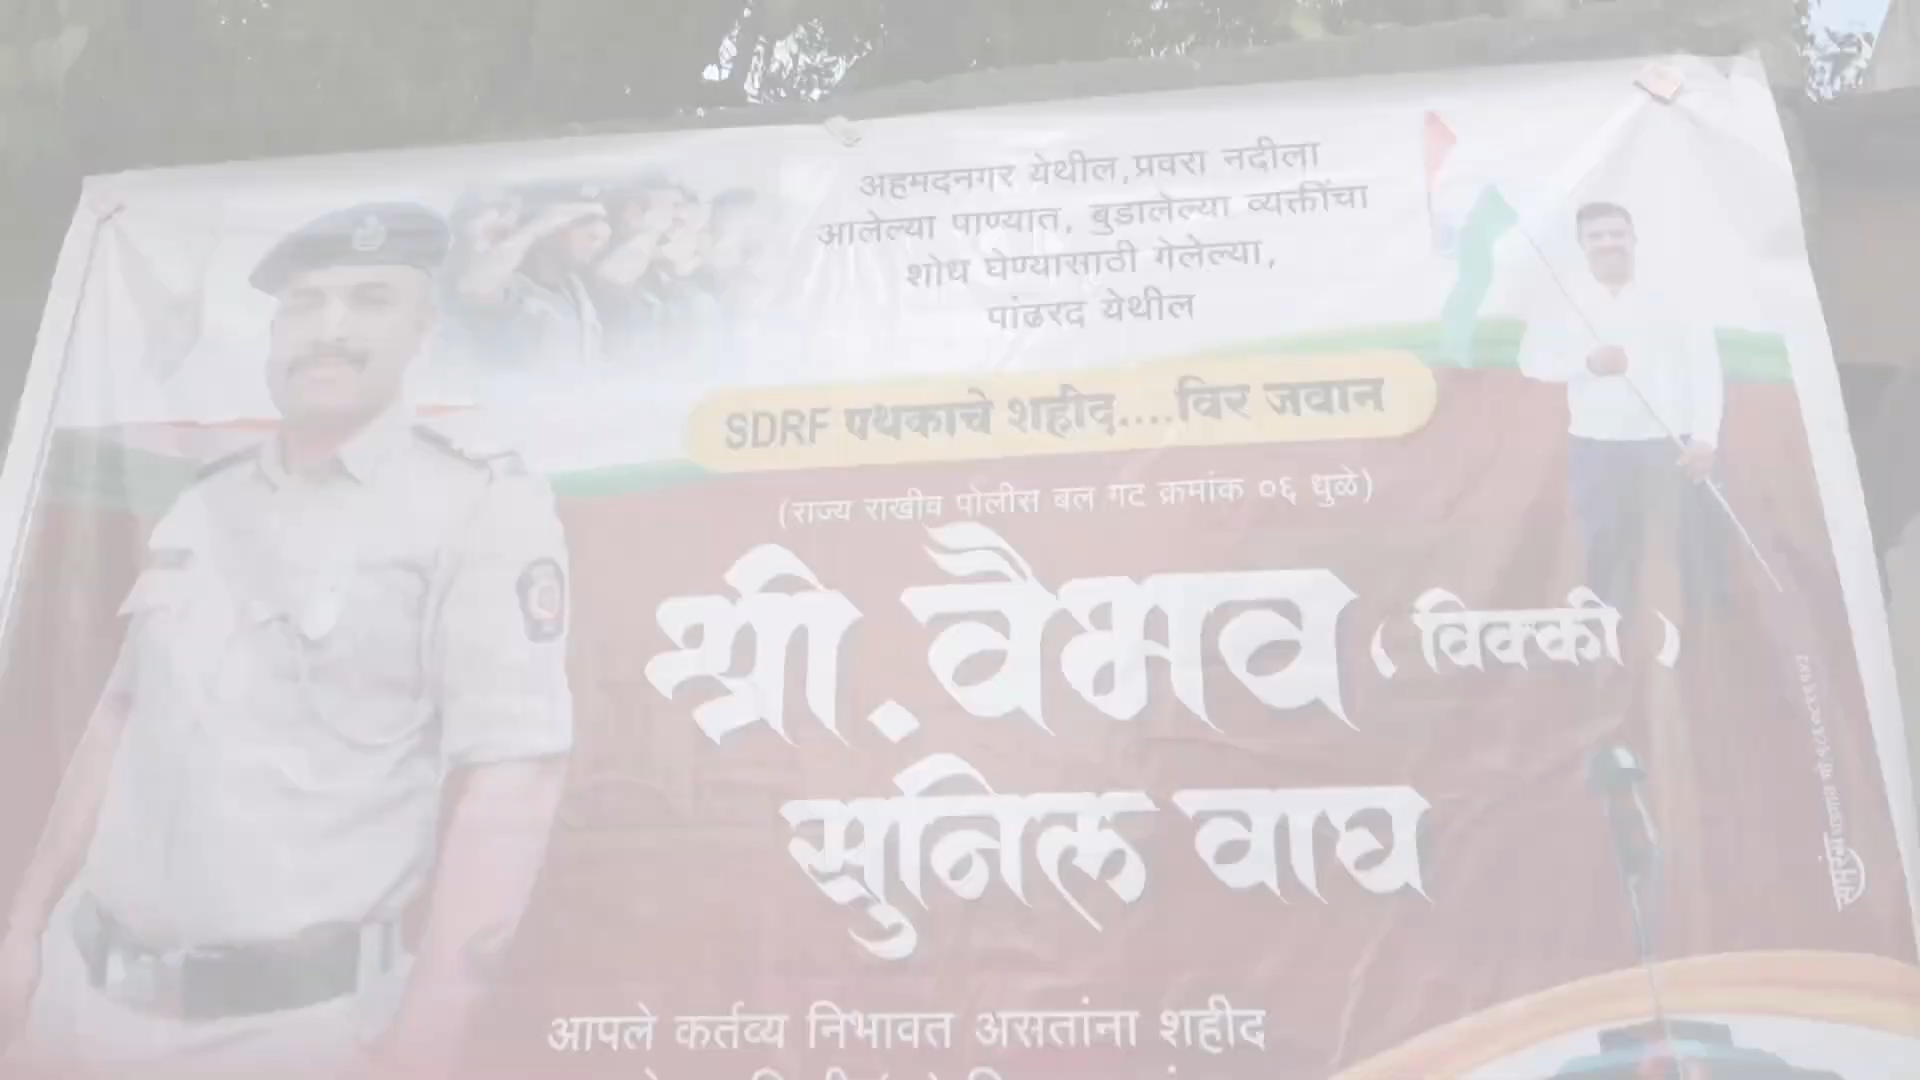 अहमदनगर येथील,प्रवरा नदीला
आलेल्या पाण्यात, बुडालेल्या व्यक्तींचा
शोध घेण्यासाठी गेलेल्या,
पांढरद येथील
SDRF पथकाचे शहीद....विर जवान
(राज्य राखीव पोलीस बल गट क्रमांक ०६ धुळे)
श्री.वैभव (विक्की)
सुनिल वाघ
आपले कर्तव्य निभावत असतांना शहीद